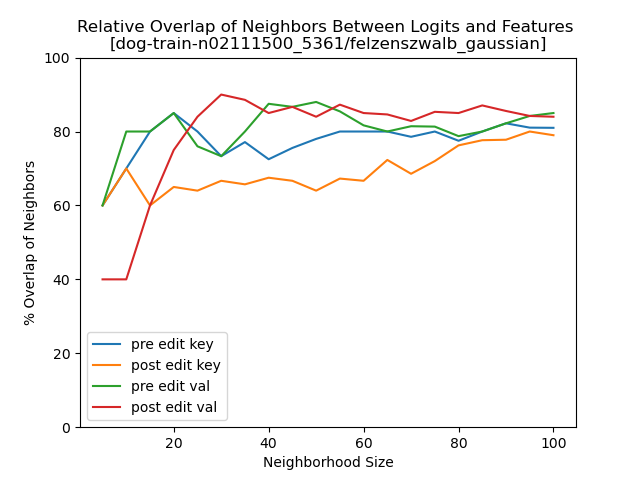 Relative Overlap of Neighbors Between Logits and Features
[dog-train-n02111500_5361/felzenszwalb_gaussian]
% Overlap of Neighbors
100
80
60
40
20
0
pre edit key
post edit key
pre edit val
post edit val
20 40 60 80 100
Neighborhood Size